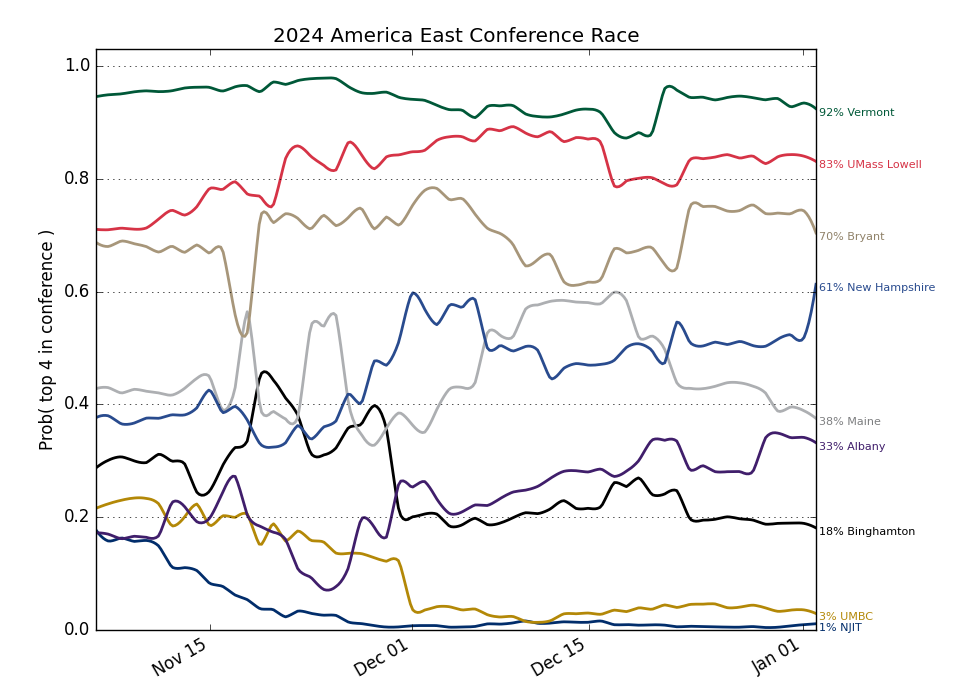 2024 America East Conference Race
Prob( top 4 in conference )
1.0
0.8
0.6
0.4
0.2
0.0
Nov 15
Dec 01
Dec 15
Jan 01
92% Vermont
83% UMass Lowell
70% Bryant
61% New Hampshire
38% Maine
33% Albany
18% Binghamton
3% UMBC
1% NJIT